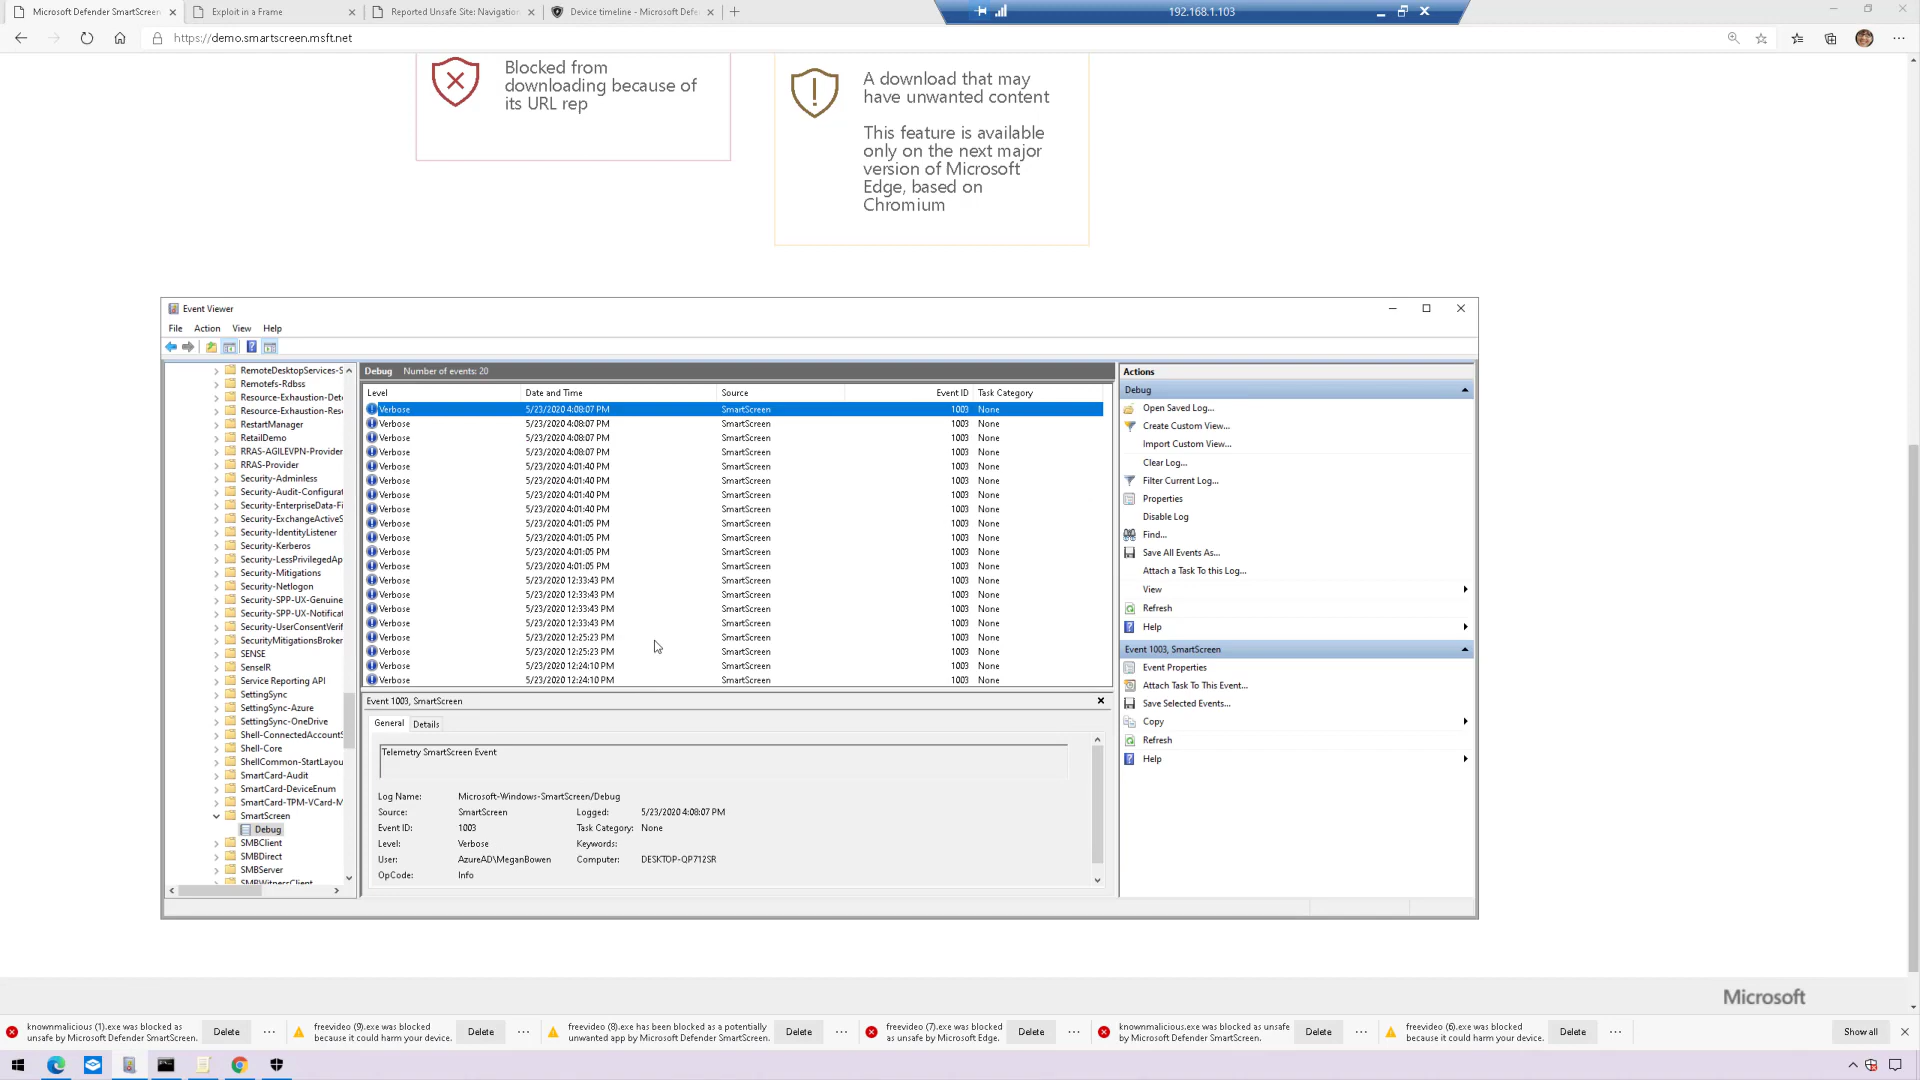 Microsoft Defender SmartScreen
Exploit in a Frame
Reported Unsafe Site: Navigation
Device timeline - Microsoft Defe
192.168.1.103
https://demo.smartscreen.msft.net
Blocked from
downloading because of
its URL rep
A download that may
have unwanted content
This feature is available
only on the next major
version of Microsoft
Edge, based on
Chromium
Event Viewer
File Action View Help
RemoteDesktopServices-S
Remotefs-Rdbss
Resource-Exhaustion-Det
Resource-Exhaustion-Res
RestartManager
RetailDemo
RRAS-AGILEVPN-Provider
RRAS-Provider
Security-Adminless
Security-Audit-Configurat
Security-EnterpriseData-Fi
Security-ExchangeActiveS
Security-IdentityListener
Security-Kerberos
Security-LessPrivilegedAp
Security-Mitigations
Security-Netlogon
Security-SPP-UX-Genuine
Security-SPP-UX-Notificat
Security-UserConsentVerif
SecurityMitigationsBroker
SENSE
SenseIR
Service Reporting API
SettingSync
SettingSync-Azure
SettingSync-OneDrive
Shell-ConnectedAccountS
Shell-Core
ShellCommon-StartLayou
SmartCard-Audit
SmartCard-DeviceEnum
SmartCard-TPM-VCard-M
SmartScreen
Debug
SMBClient
SMBDirect
SMBServer
SMBWitnessClient
Debug Number of events: 20
Level Date and Time Source Event ID Task Category
Verbose 5/23/2020 4:08:07 PM SmartScreen 1003 None
Verbose 5/23/2020 4:08:07 PM SmartScreen 1003 None
Verbose 5/23/2020 4:08:07 PM SmartScreen 1003 None
Verbose 5/23/2020 4:08:07 PM SmartScreen 1003 None
Verbose 5/23/2020 4:01:40 PM SmartScreen 1003 None
Verbose 5/23/2020 4:01:40 PM SmartScreen 1003 None
Verbose 5/23/2020 4:01:40 PM SmartScreen 1003 None
Verbose 5/23/2020 4:01:40 PM SmartScreen 1003 None
Verbose 5/23/2020 4:01:05 PM SmartScreen 1003 None
Verbose 5/23/2020 4:01:05 PM SmartScreen 1003 None
Verbose 5/23/2020 4:01:05 PM SmartScreen 1003 None
Verbose 5/23/2020 4:01:05 PM SmartScreen 1003 None
Verbose 5/23/2020 12:33:43 PM SmartScreen 1003 None
Verbose 5/23/2020 12:33:43 PM SmartScreen 1003 None
Verbose 5/23/2020 12:33:43 PM SmartScreen 1003 None
Verbose 5/23/2020 12:33:43 PM SmartScreen 1003 None
Verbose 5/23/2020 12:25:23 PM SmartScreen 1003 None
Verbose 5/23/2020 12:25:23 PM SmartScreen 1003 None
Verbose 5/23/2020 12:24:10 PM SmartScreen 1003 None
Verbose 5/23/2020 12:24:10 PM SmartScreen 1003 None
Event 1003, SmartScreen
General Details
Telemetry SmartScreen Event
Log Name: Microsoft-Windows-SmartScreen/Debug
Source: SmartScreen Logged: 5/23/2020 4:08:07 PM
Event ID: 1003 Task Category: None
Level: Verbose Keywords:
User: AzureAD\MeganBowen Computer: DESKTOP-QP712SR
OpCode: Info
Actions
Debug
Open Saved Log...
Create Custom View...
Import Custom View...
Clear Log...
Filter Current Log...
Properties
Disable Log
Find...
Save All Events As...
Attach a Task To this Log...
View
Refresh
Help
Event 1003, SmartScreen
Event Properties
Attach Task To This Event...
Save Selected Events...
Copy
Refresh
Help
Microsoft
knownmalicious (1).exe was blocked as
unsafe by Microsoft Defender SmartScreen.
Delete
freevideo (9).exe was blocked
because it could harm your device.
Delete
freevideo (8).exe has been blocked as a potentially
unwanted app by Microsoft Defender SmartScreen.
Delete
freevideo (7).exe was blocked
as unsafe by Microsoft Edge.
Delete
knownmalicious.exe was blocked as unsafe
by Microsoft Defender SmartScreen.
Delete
freevideo (6).exe was blocked
because it could harm your device.
Delete
Show all